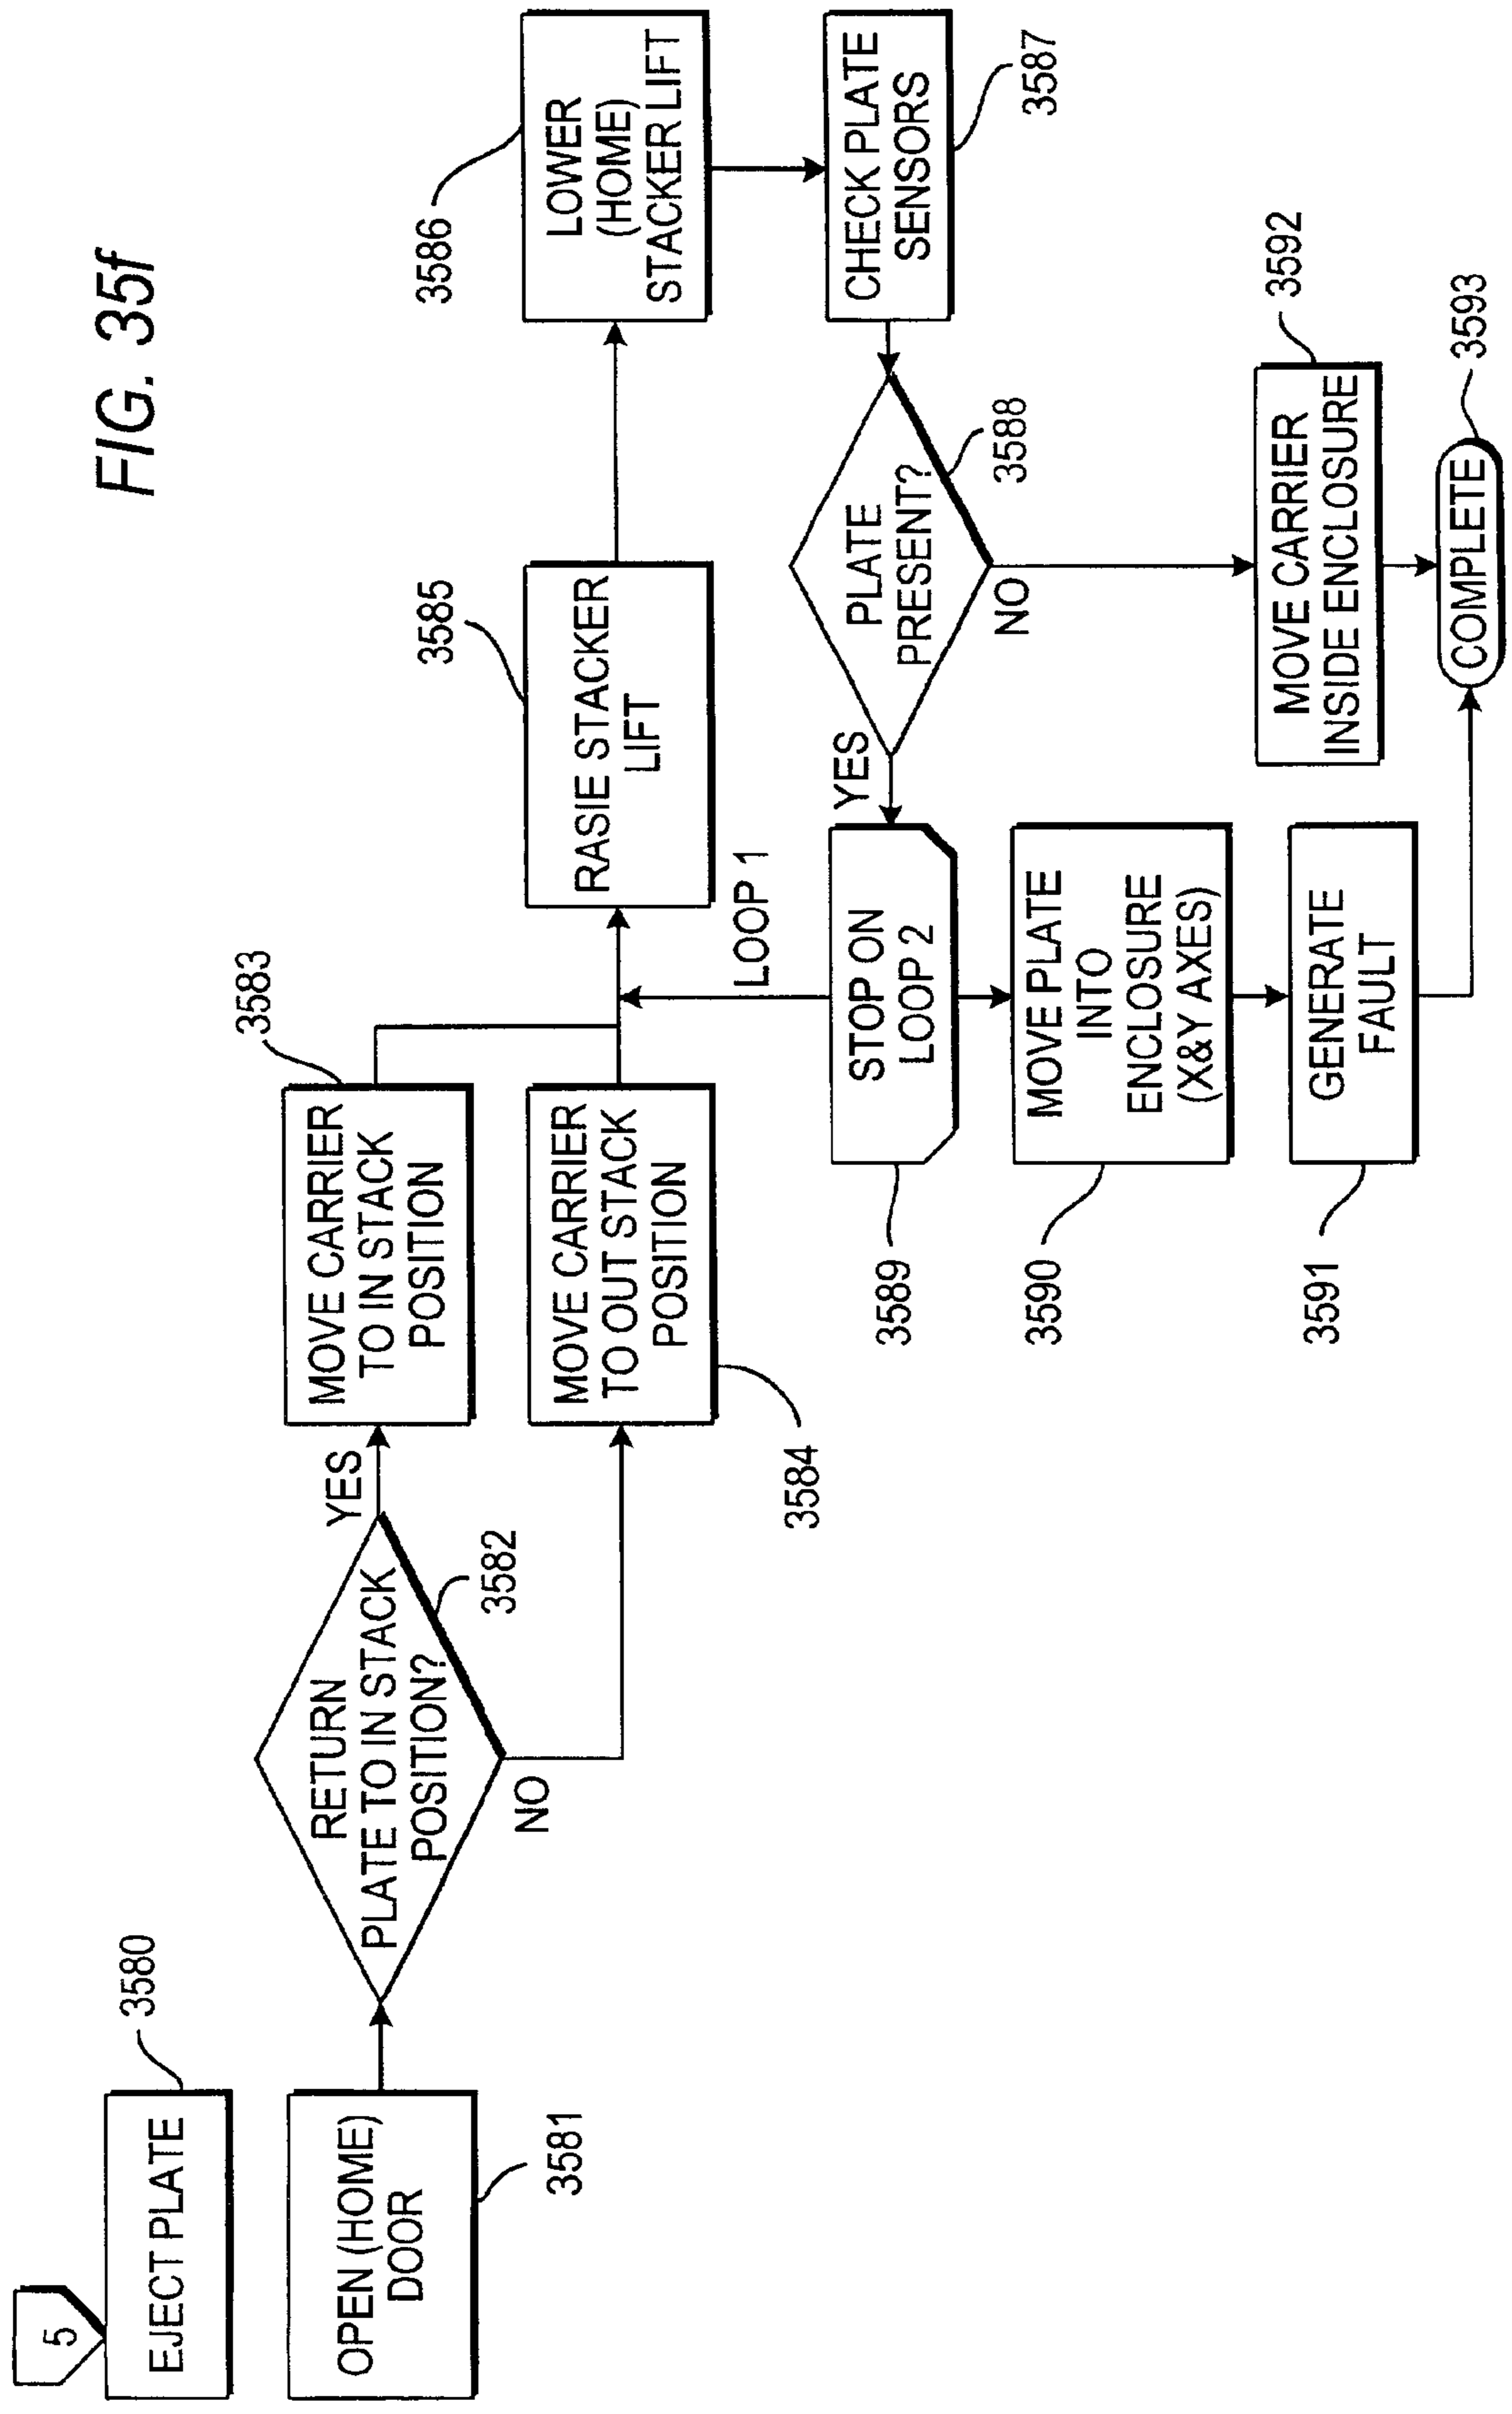 FIG. 35f
5
EJECT PLATE
3580
OPEN (HOME)
DOOR
3581
RETURN
PLATE TO IN STACK
POSITION?
3582
YES
NO
MOVE CARRIER
TO IN STACK
POSITION
3583
MOVE CARRIER
TO OUT STACK
POSITION
3584
RASIE STACKER
LIFT
3585
LOWER
(HOME)
STACKER LIFT
3586
CHECK PLATE
SENSORS
3587
PLATE
PRESENT?
3588
YES
NO
LOOP 1
STOP ON
LOOP 2
3589
MOVE PLATE
INTO
ENCLOSURE
(X&Y AXES)
3590
GENERATE
FAULT
3591
MOVE CARRIER
INSIDE ENCLOSURE
3592
COMPLETE
3593